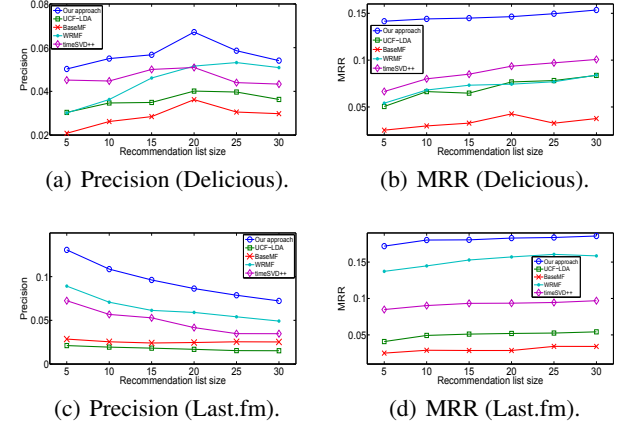 0.08
0.06
0.04
0.02
Precision
5 10 15 20 25 30
Recommendation list size
Our approach
UCF-LDA
BaseMF
WRMF
timeSVD++
(a) Precision (Delicious).
0.15
0.1
0.05
MRR
5 10 15 20 25 30
Recommendation list size
Our approach
UCF-LDA
BaseMF
WRMF
timeSVD++
(b) MRR (Delicious).
0.1
0.05
0
Precision
5 10 15 20 25 30
Recommendation list size
Our approach
UCF-LDA
BaseMF
WRMF
timeSVD++
(c) Precision (Last.fm).
0.15
0.1
0.05
MRR
5 10 15 20 25 30
Recommendation list size
Our approach
UCF-LDA
BaseMF
WRMF
timeSVD++
(d) MRR (Last.fm).